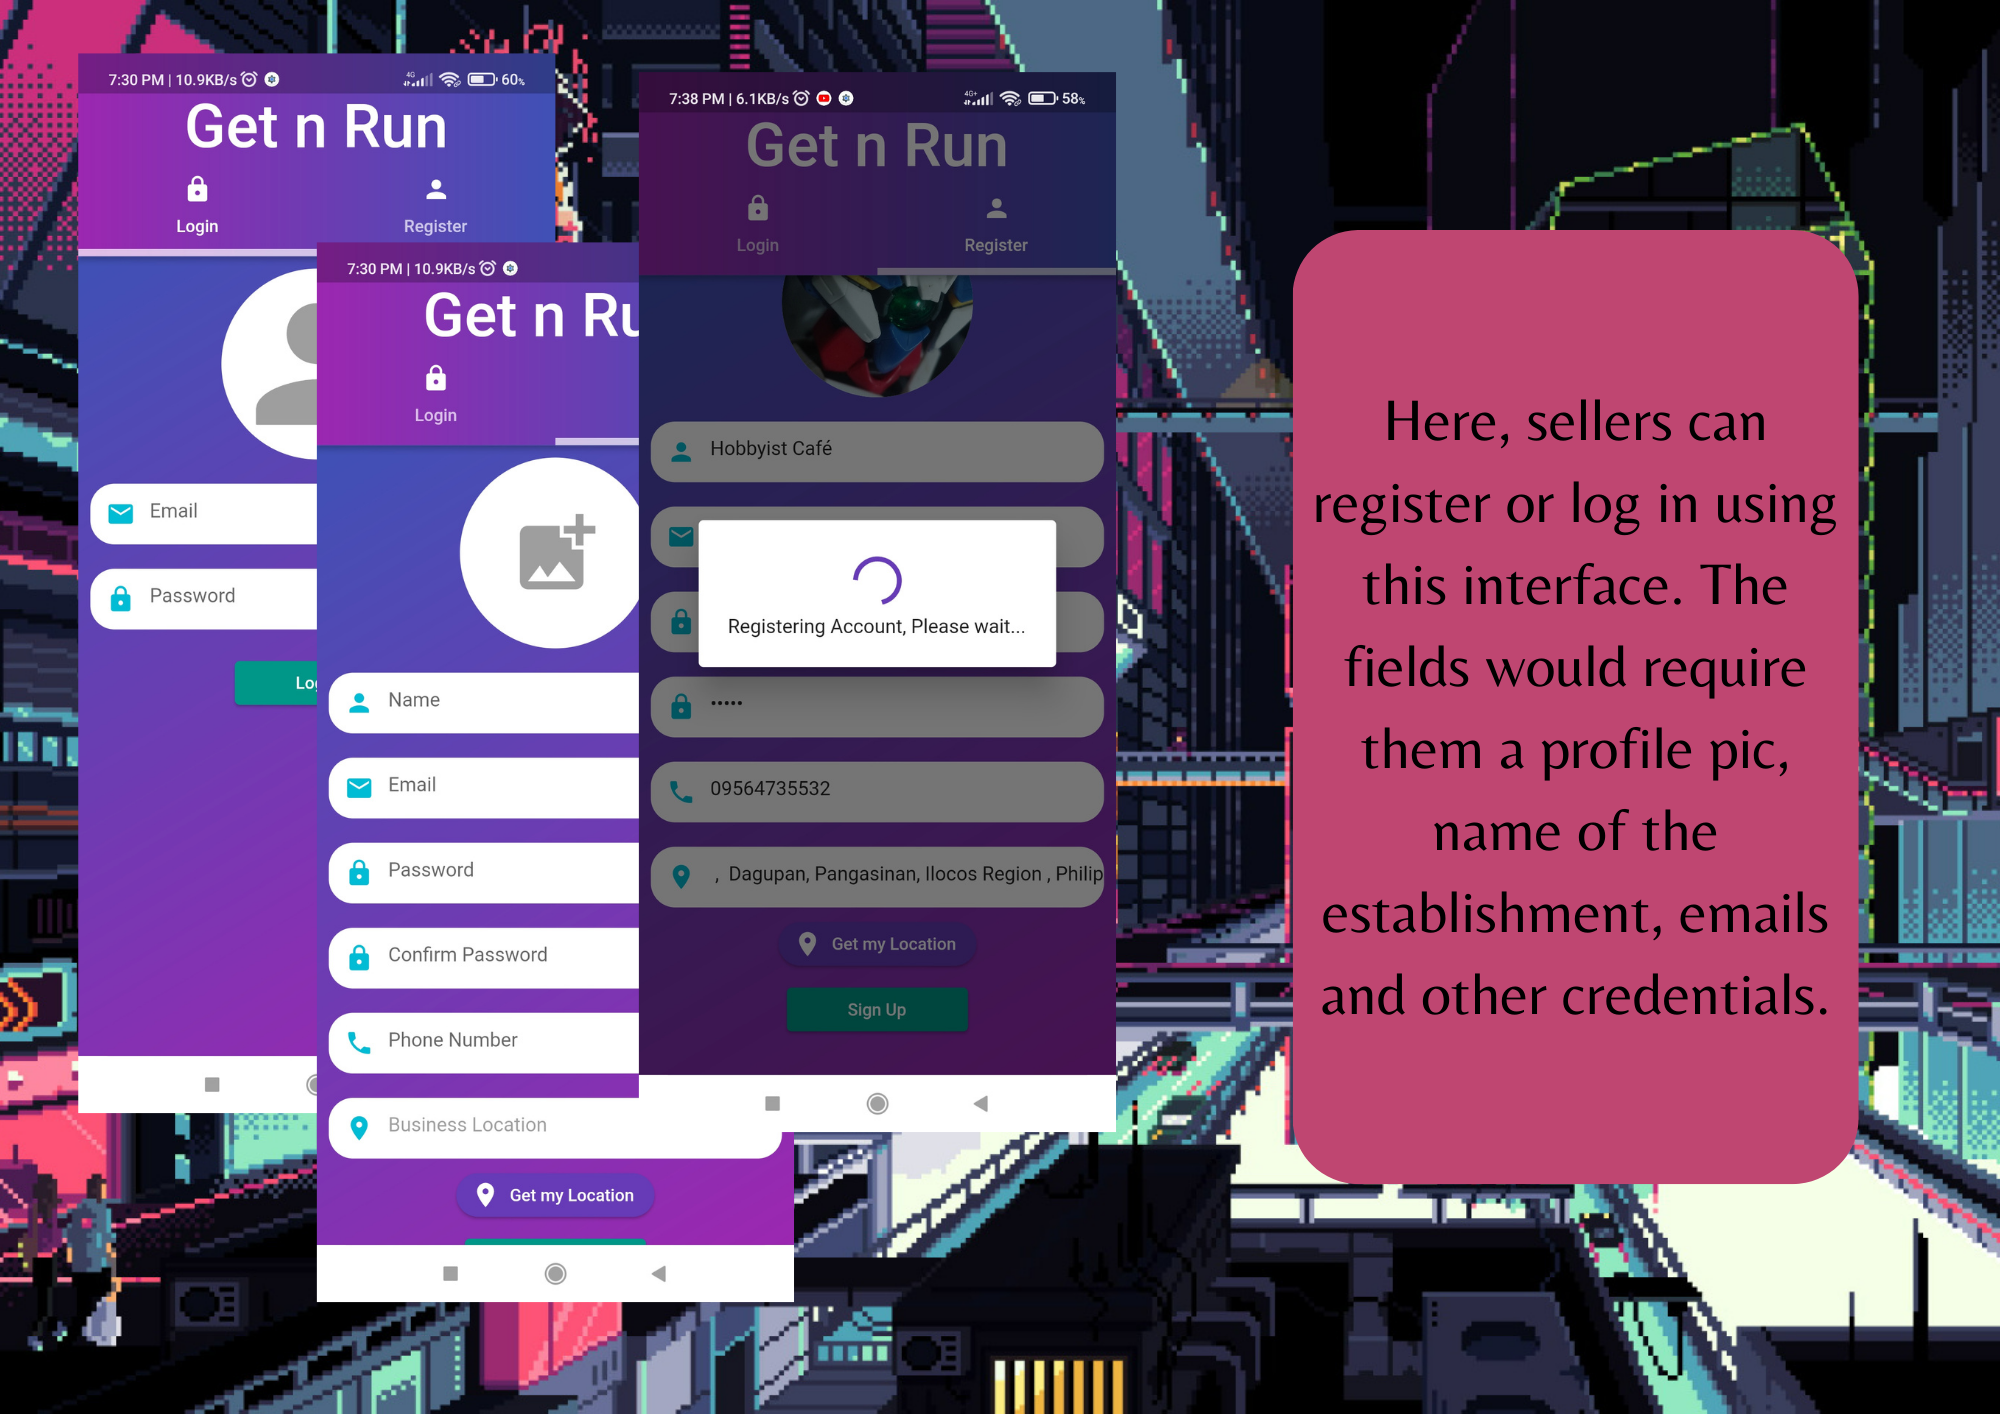 7:30 PM | 10.9KB/s
4G
60%
Get n Run
Login
Register
Email
Password
7:30 PM | 10.9KB/s
Login
Name
Email
Password
Confirm Password
Phone Number
Business Location
Get my Location
7:38 PM | 6.1KB/s
4G+
58%
Get n Run
Login
Register
Hobbyist Café
Registering Account, Please wait...
•••••
09564735532
, Dagupan, Pangasinan, Ilocos Region , Philip
Get my Location
Sign Up
Here, sellers can
register or log in using
this interface. The
fields would require
them a profile pic,
name of the
establishment, emails
and other credentials.